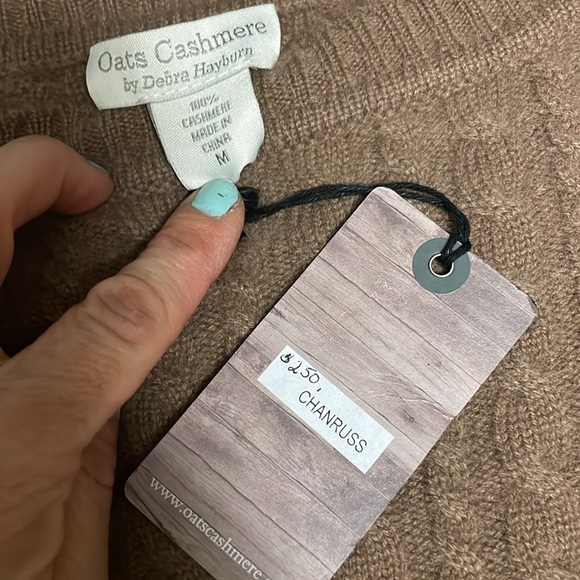 Oats Cashmere
by Debra Hayburn
100%
CASHMERE
MADE IN
CHINA
M
$250,
CHANRUSS
www.oatscashmere.